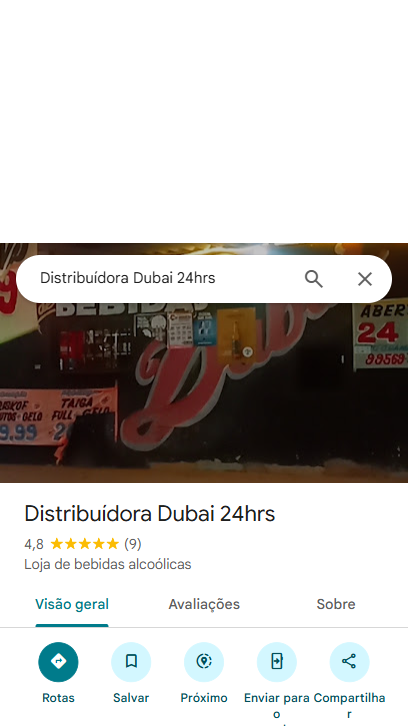 Distribuídora Dubai 24hrs
BEBIDAS
ABER
24
TAIGA
FULL + GELO
9.99
Dubai
Distribuídora Dubai 24hrs
4,8 (9)
Loja de bebidas alcoólicas
Visão geral Avaliações Sobre
Rotas Salvar Próximo Enviar para o Compartilhar